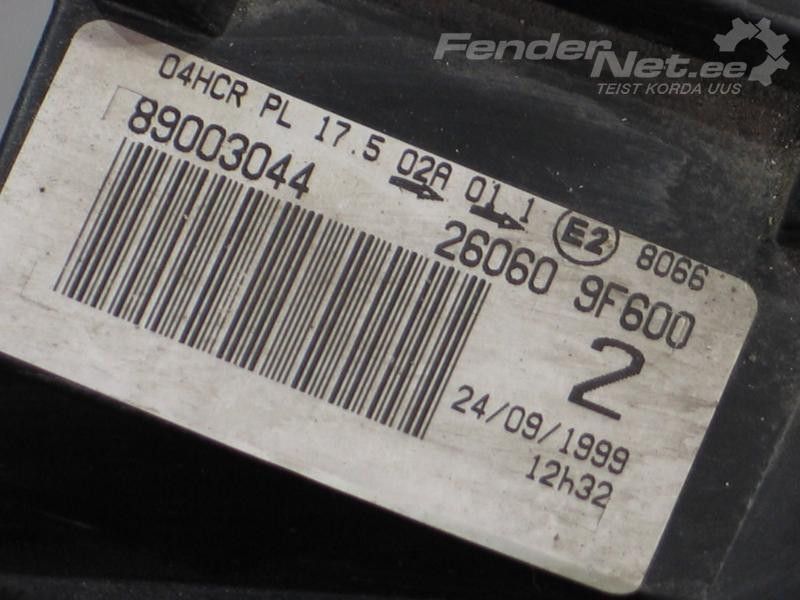 FenderNet.ee
TEIST KORDA UUS
04HCR PL 17.5 02A 01.1 E2 8066
89003044
26060 9F600
2
24/09/1999
12h32